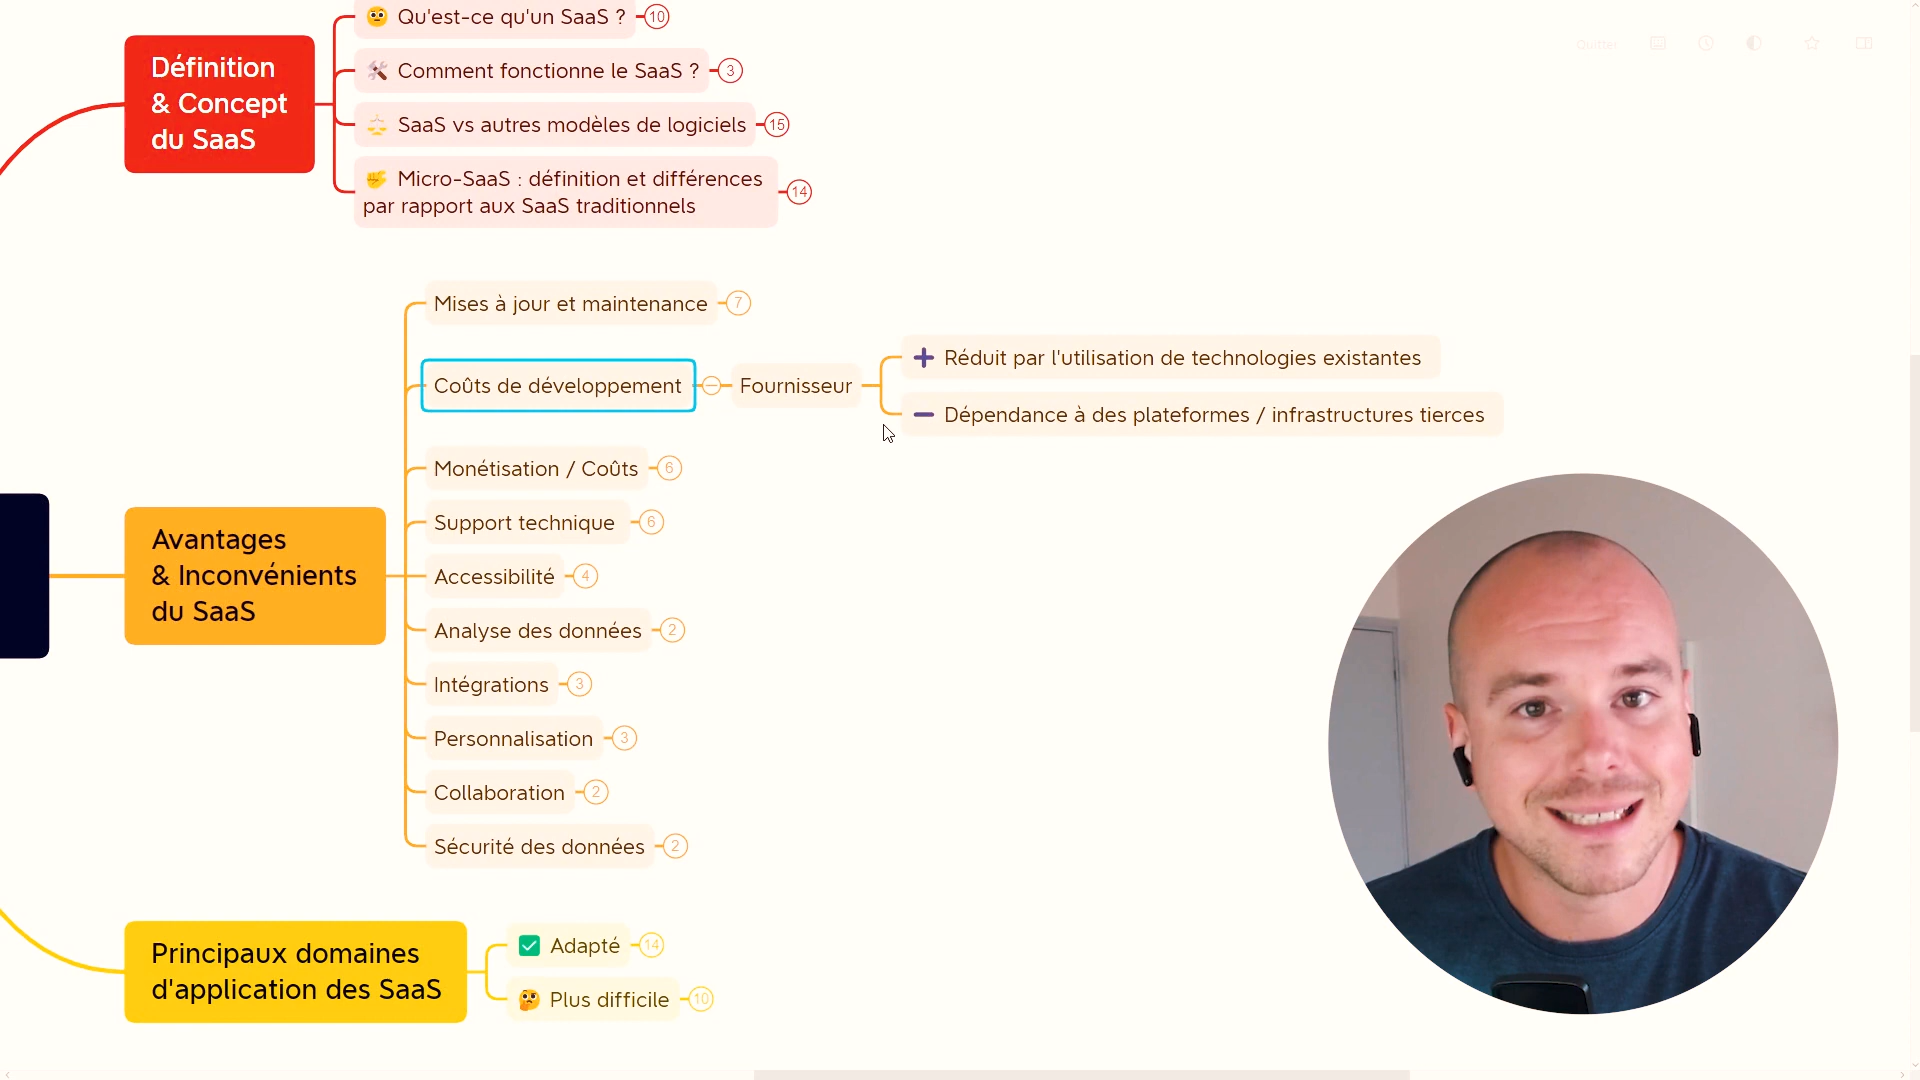 Quitter
🧐 Qu'est-ce qu'un SaaS ? 10
Définition
& Concept
du SaaS
🛠 Comment fonctionne le SaaS ? 3
SaaS vs autres modèles de logiciels 15
Micro-SaaS : définition et différences
par rapport aux SaaS traditionnels
14
Mises à jour et maintenance 7
Coûts de développement
Fournisseur
Réduit par l'utilisation de technologies existantes
Dépendance à des plateformes / infrastructures tierces
Avantages
& Inconvénients
du SaaS
Monétisation / Coûts 6
Support technique 6
Accessibilité 4
Analyse des données 2
Intégrations 3
Personnalisation 3
Collaboration 2
Sécurité des données 2
Principaux domaines
d'application des SaaS
Adapté 14
Plus difficile 10